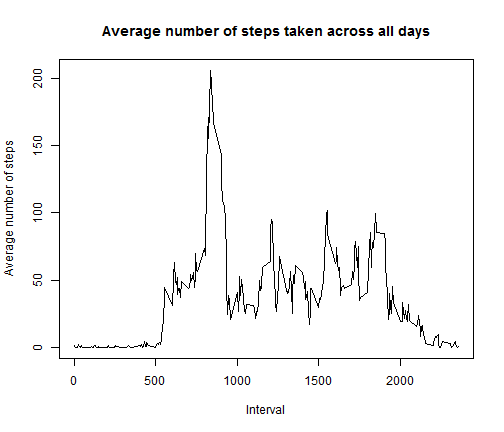 Average number of steps taken across all days
Average number of steps
200
150
100
50
0
0 500 1000 1500 2000
Interval